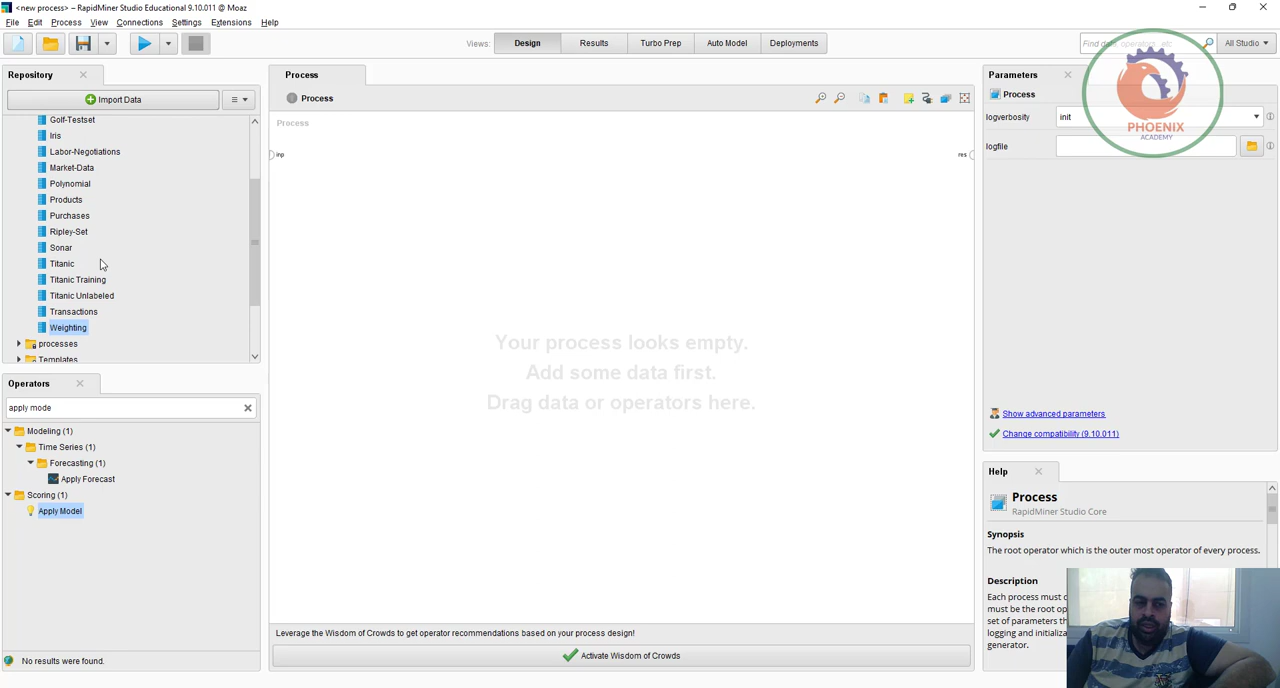 <new process> – RapidMiner Studio Educational 9.10.011 @ Moaz
File Edit Process View Connections Settings Extensions Help
Views: Design Results Turbo Prep Auto Model Deployments
Find data, operators...etc All Studio
PHOENIX
ACADEMY
Repository
Import Data
Golf-Testset
Iris
Labor-Negotiations
Market-Data
Polynomial
Products
Purchases
Ripley-Set
Sonar
Titanic
Titanic Training
Titanic Unlabeled
Transactions
Weighting
processes
Templates
Operators
apply mode
Modeling (1)
Time Series (1)
Forecasting (1)
Apply Forecast
Scoring (1)
Apply Model
No results were found.
Process
Process
Process
inp
res
Your process looks empty.
Add some data first.
Drag data or operators here.
Leverage the Wisdom of Crowds to get operator recommendations based on your process design!
Activate Wisdom of Crowds
Parameters
Process
logverbosity init
logfile
Show advanced parameters
Change compatibility (9.10.011)
Help
Process
RapidMiner Studio Core
Synopsis
The root operator which is the outer most operator of every process.
Description
Each process must
must be the root
set of parameters
logging and
generator.